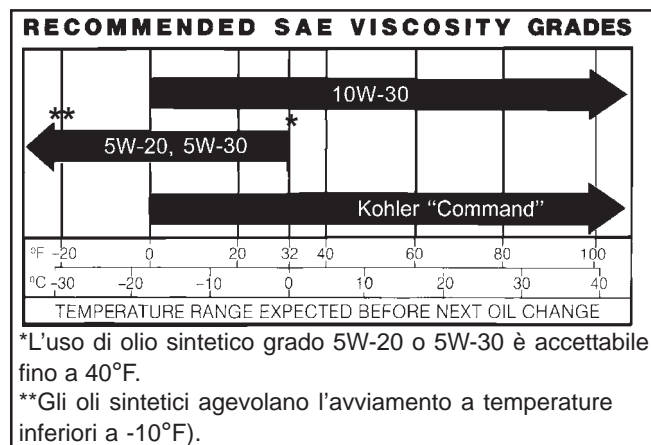 RECOMMENDED SAE VISCOSITY GRADES
10W-30
** *
5W-20, 5W-30
Kohler “Command”
°F -20 0 20 32 40 60 80 100
°C -30 -20 -10 0 10 20 30 40
TEMPERATURE RANGE EXPECTED BEFORE NEXT OIL CHANGE
*L’uso di olio sintetico grado 5W-20 o 5W-30 è accettabile
fino a 40°F.
**Gli oli sintetici agevolano l’avviamento a temperature
inferiori a -10°F).